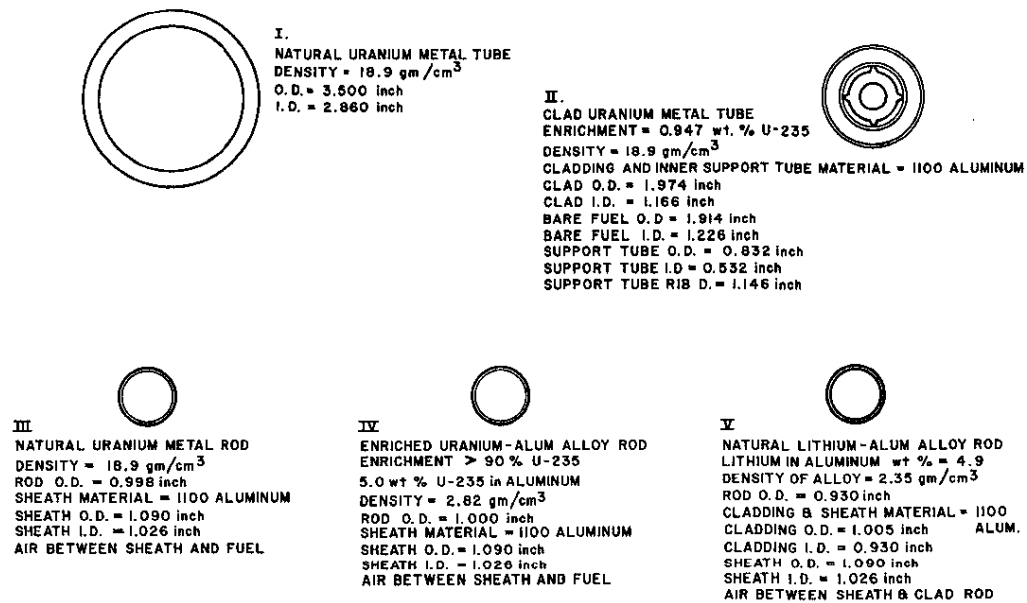 I.
NATURAL URANIUM METAL TUBE
DENSITY = 18.9 gm/cm³
O.D. = 3.500 inch
I.D. = 2.860 inch
II.
CLAD URANIUM METAL TUBE
ENRICHMENT = 0.947 wt. % U-235
DENSITY = 18.9 gm/cm³
CLADDING AND INNER SUPPORT TUBE MATERIAL = 1100 ALUMINUM
CLAD O.D. = 1.974 inch
CLAD I.D. = 1.166 inch
BARE FUEL O.D = 1.914 inch
BARE FUEL I.D. = 1.226 inch
SUPPORT TUBE O.D. = 0.832 inch
SUPPORT TUBE I.D = 0.532 inch
SUPPORT TUBE RIB D. = 1.146 inch
III
NATURAL URANIUM METAL ROD
DENSITY = 18.9 gm/cm³
ROD O.D. = 0.998 inch
SHEATH MATERIAL = 1100 ALUMINUM
SHEATH O.D. = 1.090 inch
SHEATH I.D. = 1.026 inch
AIR BETWEEN SHEATH AND FUEL
IV
ENRICHED URANIUM-ALUM ALLOY ROD
ENRICHMENT > 90 % U-235
5.0 wt % U-235 in ALUMINUM
DENSITY = 2.82 gm/cm³
ROD O.D. = 1.000 inch
SHEATH MATERIAL = 1100 ALUMINUM
SHEATH O.D. = 1.090 inch
SHEATH I.D. = 1.026 inch
AIR BETWEEN SHEATH AND FUEL
V
NATURAL LITHIUM-ALUM ALLOY ROD
LITHIUM IN ALUMINUM wt % = 4.9
DENSITY OF ALLOY = 2.35 gm/cm³
ROD O.D. = 0.930 inch
CLADDING & SHEATH MATERIAL = 1100 ALUM.
CLADDING O.D. = 1.005 inch
CLADDING I.D. = 0.930 inch
SHEATH O.D. = 1.090 inch
SHEATH I.D. = 1.026 inch
AIR BETWEEN SHEATH & CLAD ROD